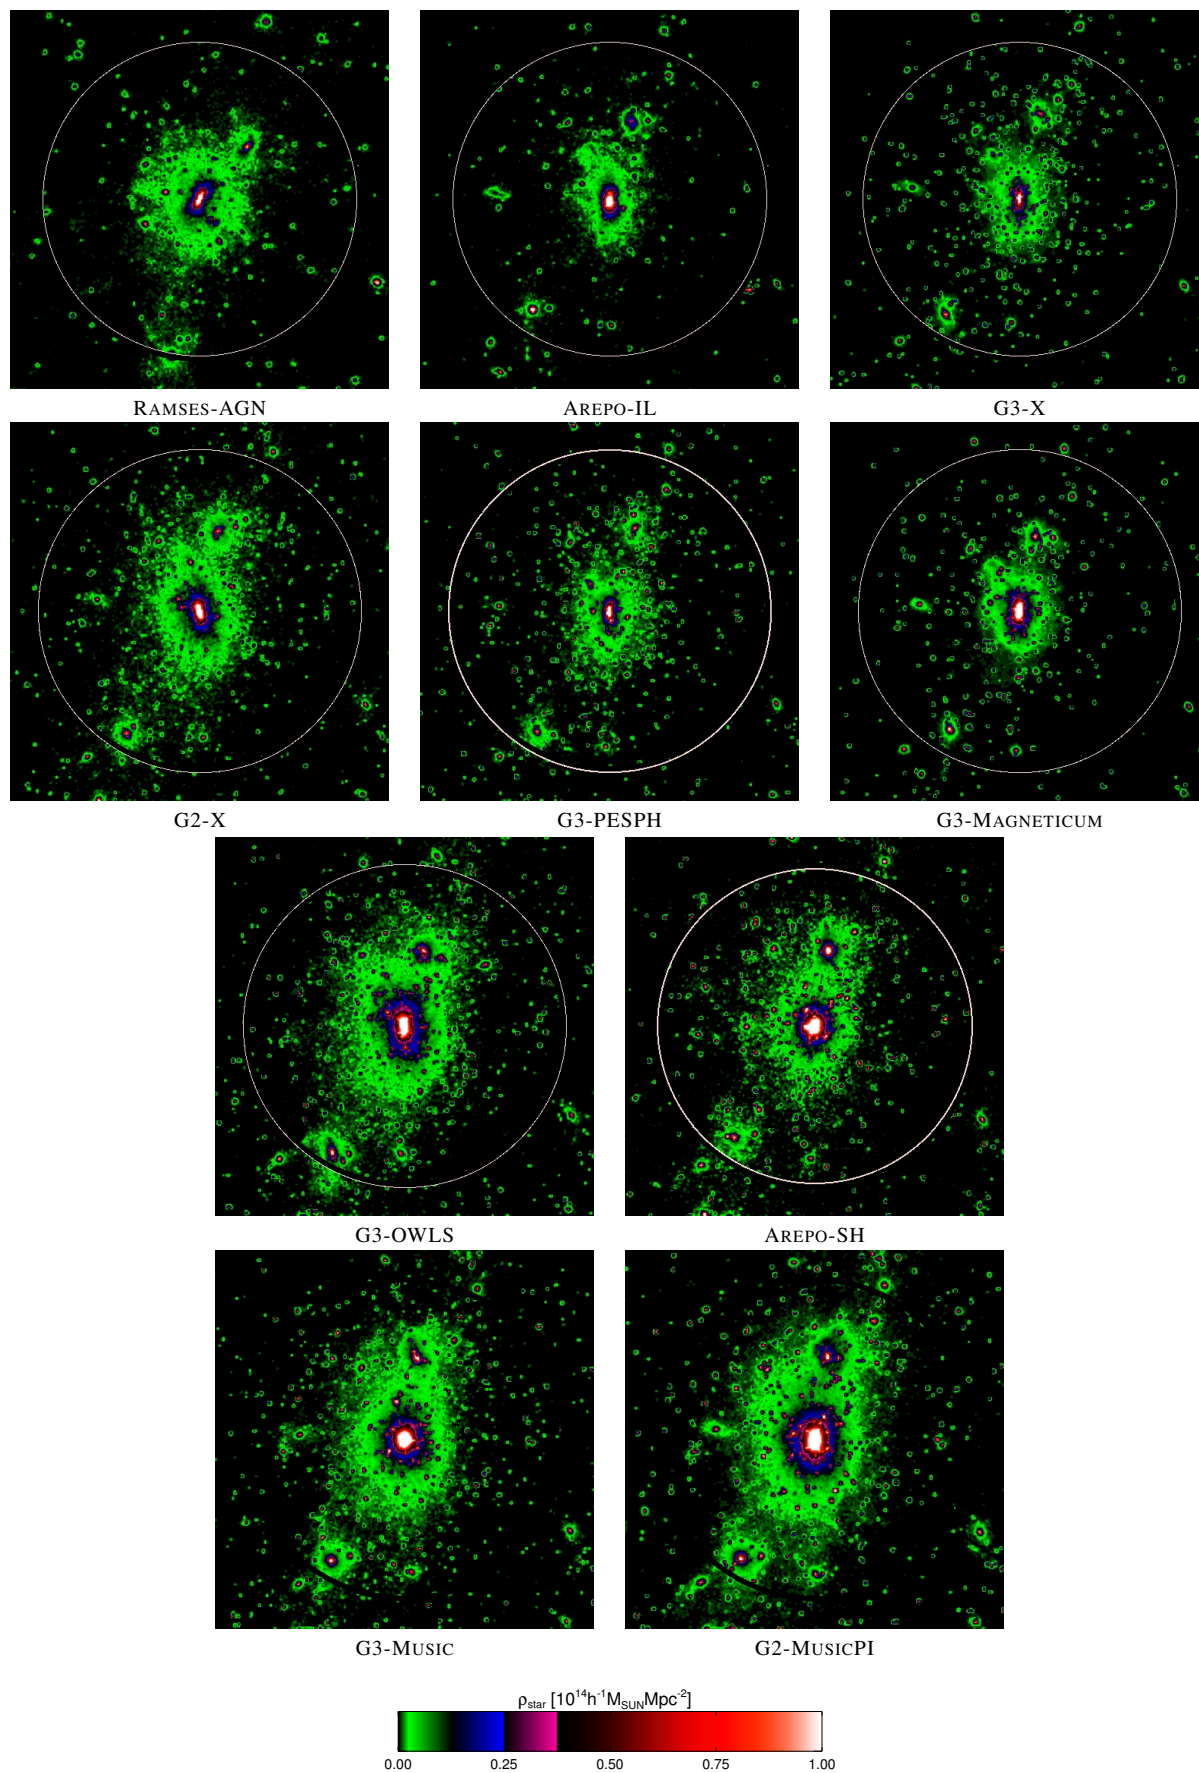 RAMSES-AGN AREPO-IL G3-X
G2-X G3-PESPH G3-MAGNETICUM
G3-OWLS AREPO-SH
G3-MUSIC G2-MUSICPI
ρstar [10¹⁴h⁻¹MSUNMpc⁻²]
0.00 0.25 0.50 0.75 1.00